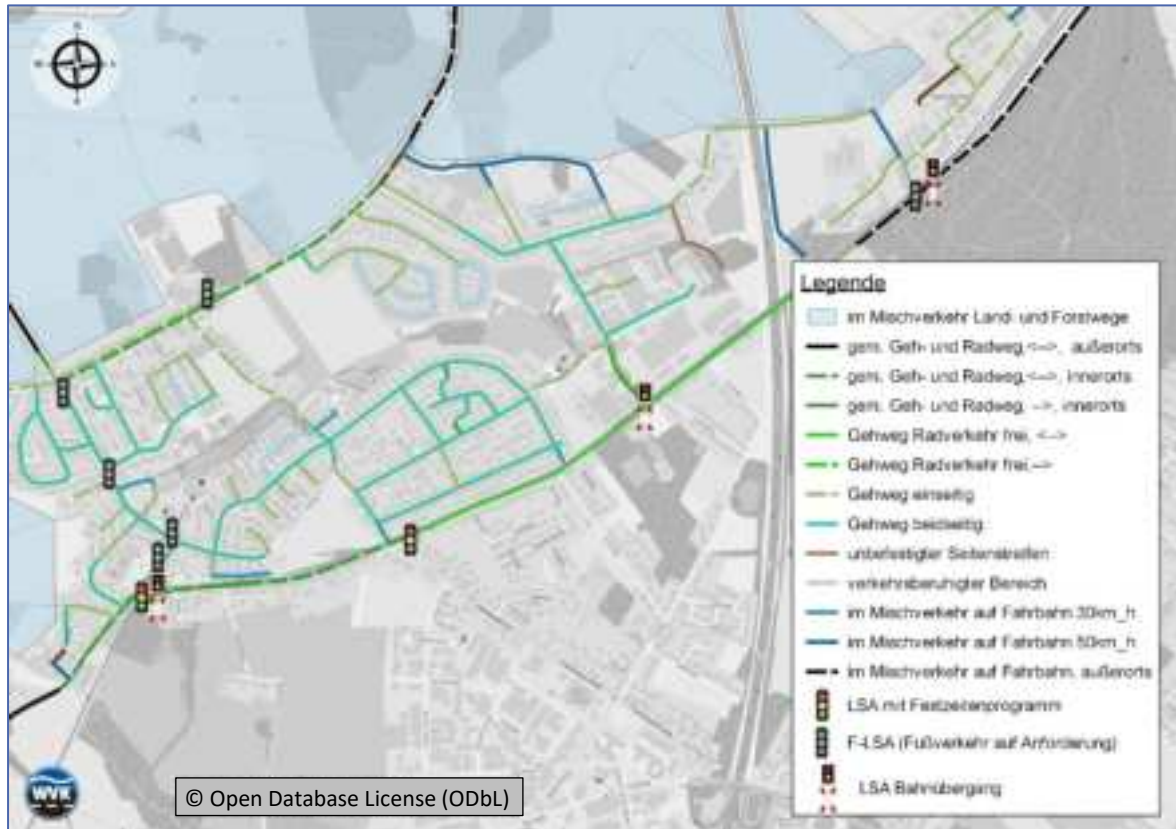 Legende
im Mischverkehr Land- und Forstwege
gem. Geh- und Radweg,<-->, außerorts
gem. Geh- und Radweg,<-->, innerorts
gem. Geh- und Radweg, -->, innerorts
Gehweg Radverkehr frei, <-->
Gehweg Radverkehr frei,-->
Gehweg einseitig
Gehweg beidseitig
unbefestigter Seitenstreifen
verkehrsberuhigter Bereich
im Mischverkehr auf Fahrbahn 30km_h
im Mischverkehr auf Fahrbahn 50km_h
im Mischverkehr auf Fahrbahn, außerorts
LSA mit Festzeitenprogramm
F-LSA (Fußverkehr auf Anforderung)
LSA Bahnübergang
WVK
© Open Database License (ODbL)